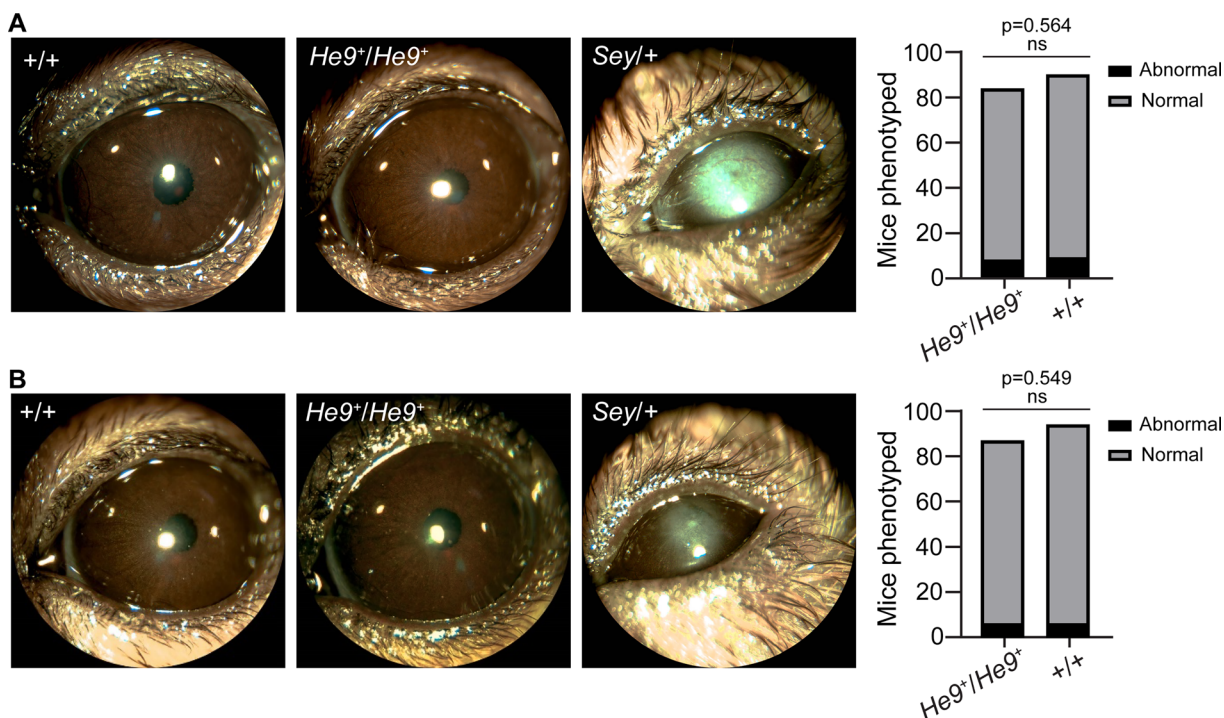 A
+/+
He9⁺/He9⁺
Sey/+
p=0.564
ns
Mice phenotyped
100
80
60
40
20
0
He9⁺/He9⁺
+/+
Abnormal
Normal
B
+/+
He9⁺/He9⁺
Sey/+
p=0.549
ns
Mice phenotyped
100
80
60
40
20
0
He9⁺/He9⁺
+/+
Abnormal
Normal